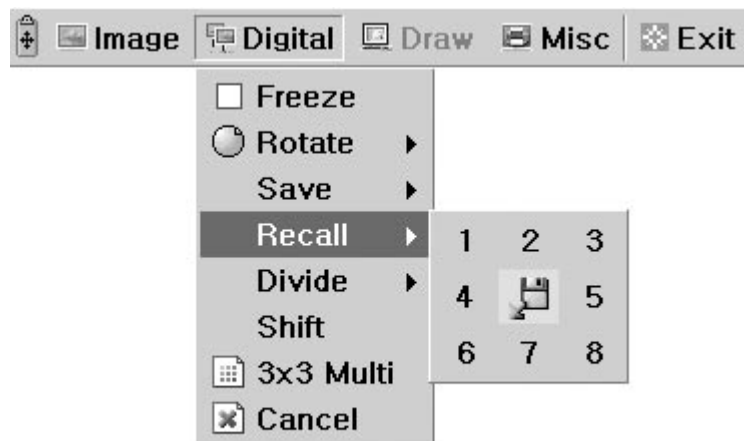 Image Digital Draw Misc Exit
Freeze
Rotate
Save
Recall
1 2 3
Divide
4 5
Shift
6 7 8
3x3 Multi
Cancel